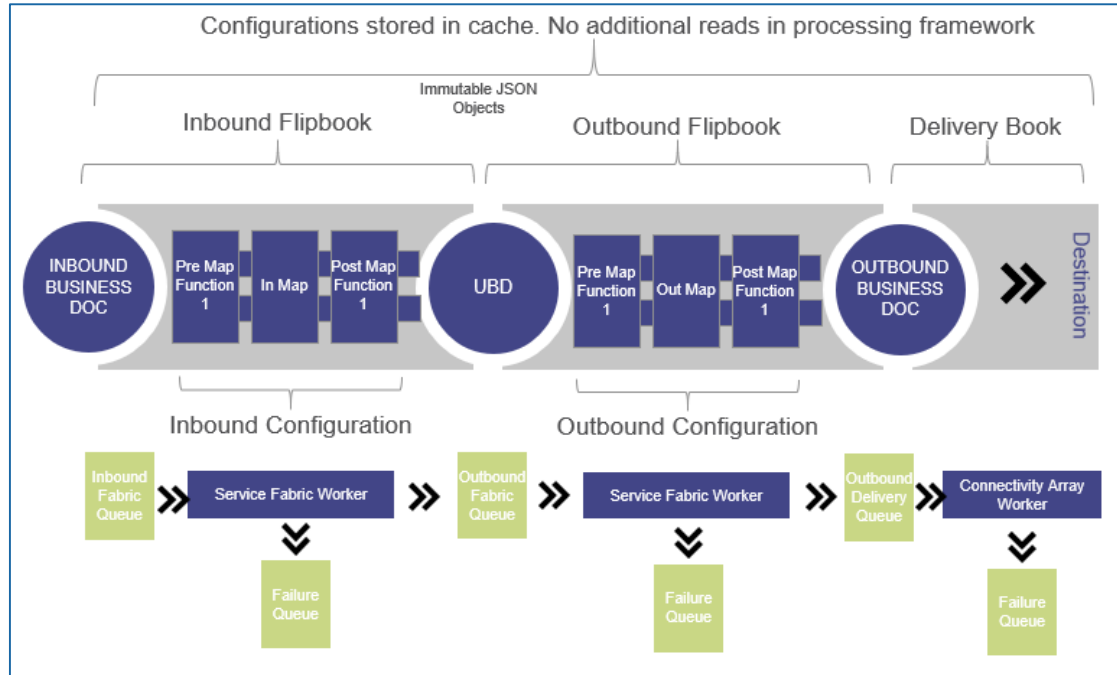 Configurations stored in cache. No additional reads in processing framework
Immutable JSON
Objects
Inbound Flipbook
Outbound Flipbook
Delivery Book
INBOUND
BUSINESS
DOC
Pre Map
Function
1
In Map
Post Map
Function
1
UBD
Pre Map
Function
1
Out Map
Post Map
Function
1
OUTBOUND
BUSINESS
DOC
Destination
Inbound Configuration
Outbound Configuration
Inbound
Fabric
Queue
Service Fabric Worker
Outbound
Fabric
Queue
Service Fabric Worker
Outbound
Delivery
Queue
Connectivity Array
Worker
Failure
Queue
Failure
Queue
Failure
Queue